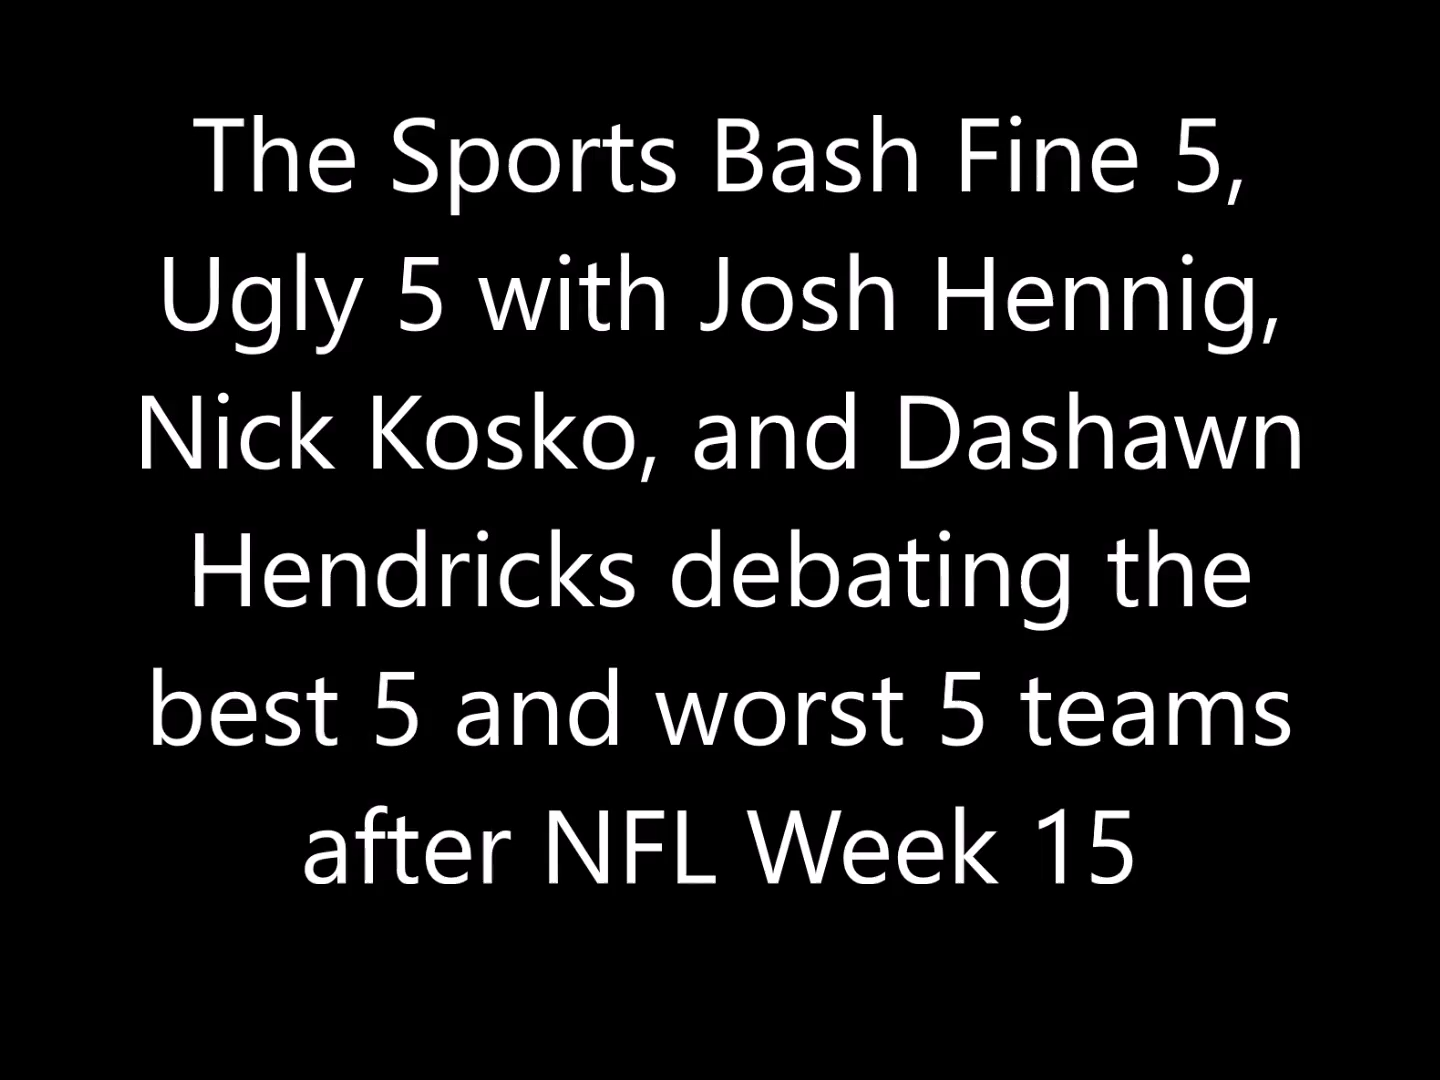 The Sports Bash Fine 5,
Ugly 5 with Josh Hennig,
Nick Kosko, and Dashawn
Hendricks debating the
best 5 and worst 5 teams
after NFL Week 15